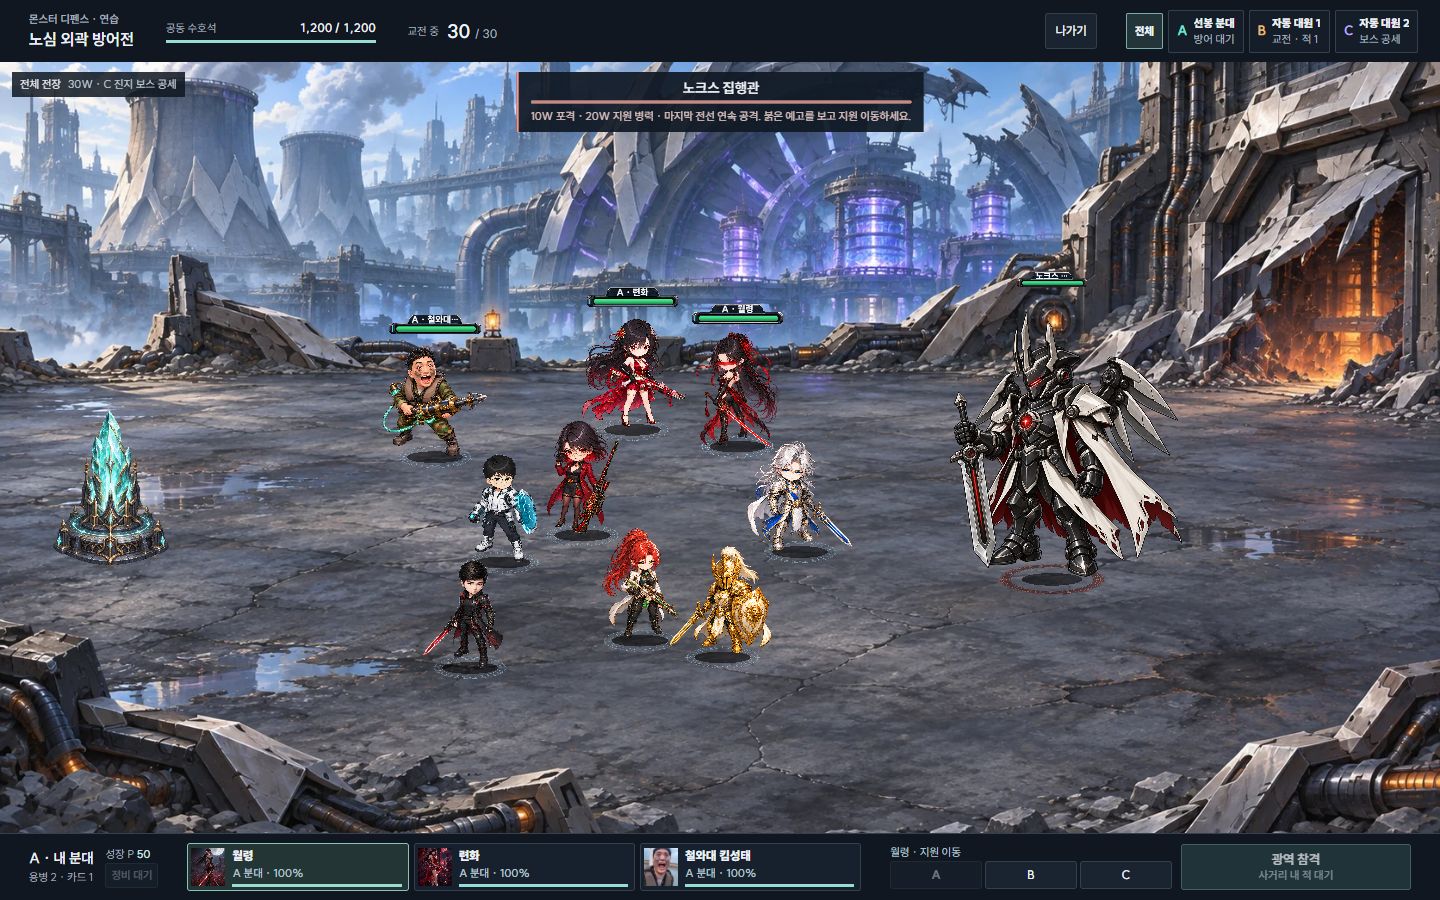 몬스터 디펜스 · 연습
노심 외곽 방어전
공동 수호석 1,200 / 1,200
교전 중 30 / 30
나가기
전체
A 선봉 분대
방어 대기
B 자동 대원 1
교전 · 적 1
C 자동 대원 2
보스 공세
전체 전장 30W · C 진지 보스 공세
노크스 집행관
10W 포격 · 20W 지원 병력 · 마지막 전선 연속 공격. 붉은 예고를 보고 지원 이동하세요.
노크스 ...
A · 련화
A · 월령
A · 철와대...
A · 내 분대
용병 2 · 카드 1
성장 P 50
정비 대기
월령
A 분대 · 100%
련화
A 분대 · 100%
철와대 킴성태
A 분대 · 100%
월령 · 지원 이동
A
B
C
광역 참격
사거리 내 적 대기